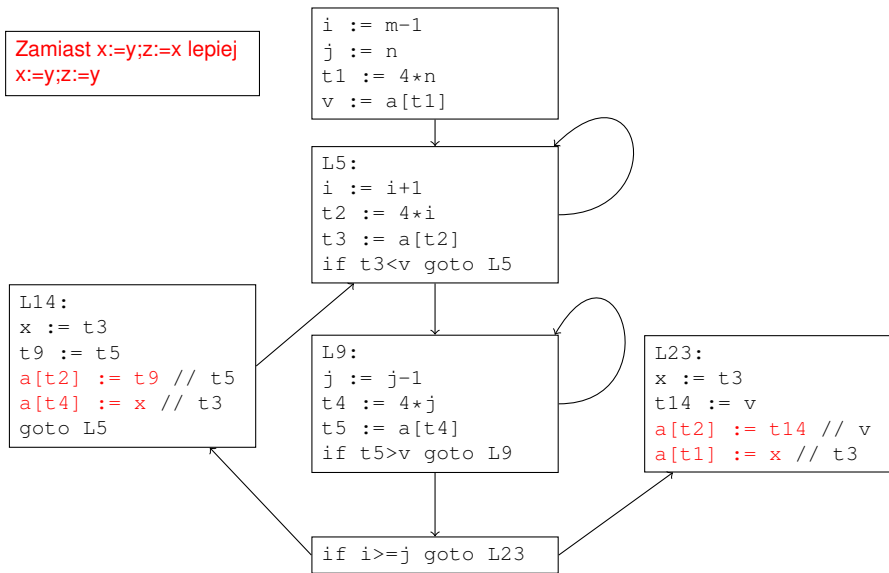 Zamiast x:=y;z:=x lepiej
x:=y;z:=y
i := m-1
j := n
t1 := 4*n
v := a[t1]
L5:
i := i+1
t2 := 4*i
t3 := a[t2]
if t3<v goto L5
L14:
x := t3
t9 := t5
a[t2] := t9 // t5
a[t4] := x // t3
goto L5
L9:
j := j-1
t4 := 4*j
t5 := a[t4]
if t5>v goto L9
L23:
x := t3
t14 := v
a[t2] := t14 // v
a[t1] := x // t3
if i>=j goto L23